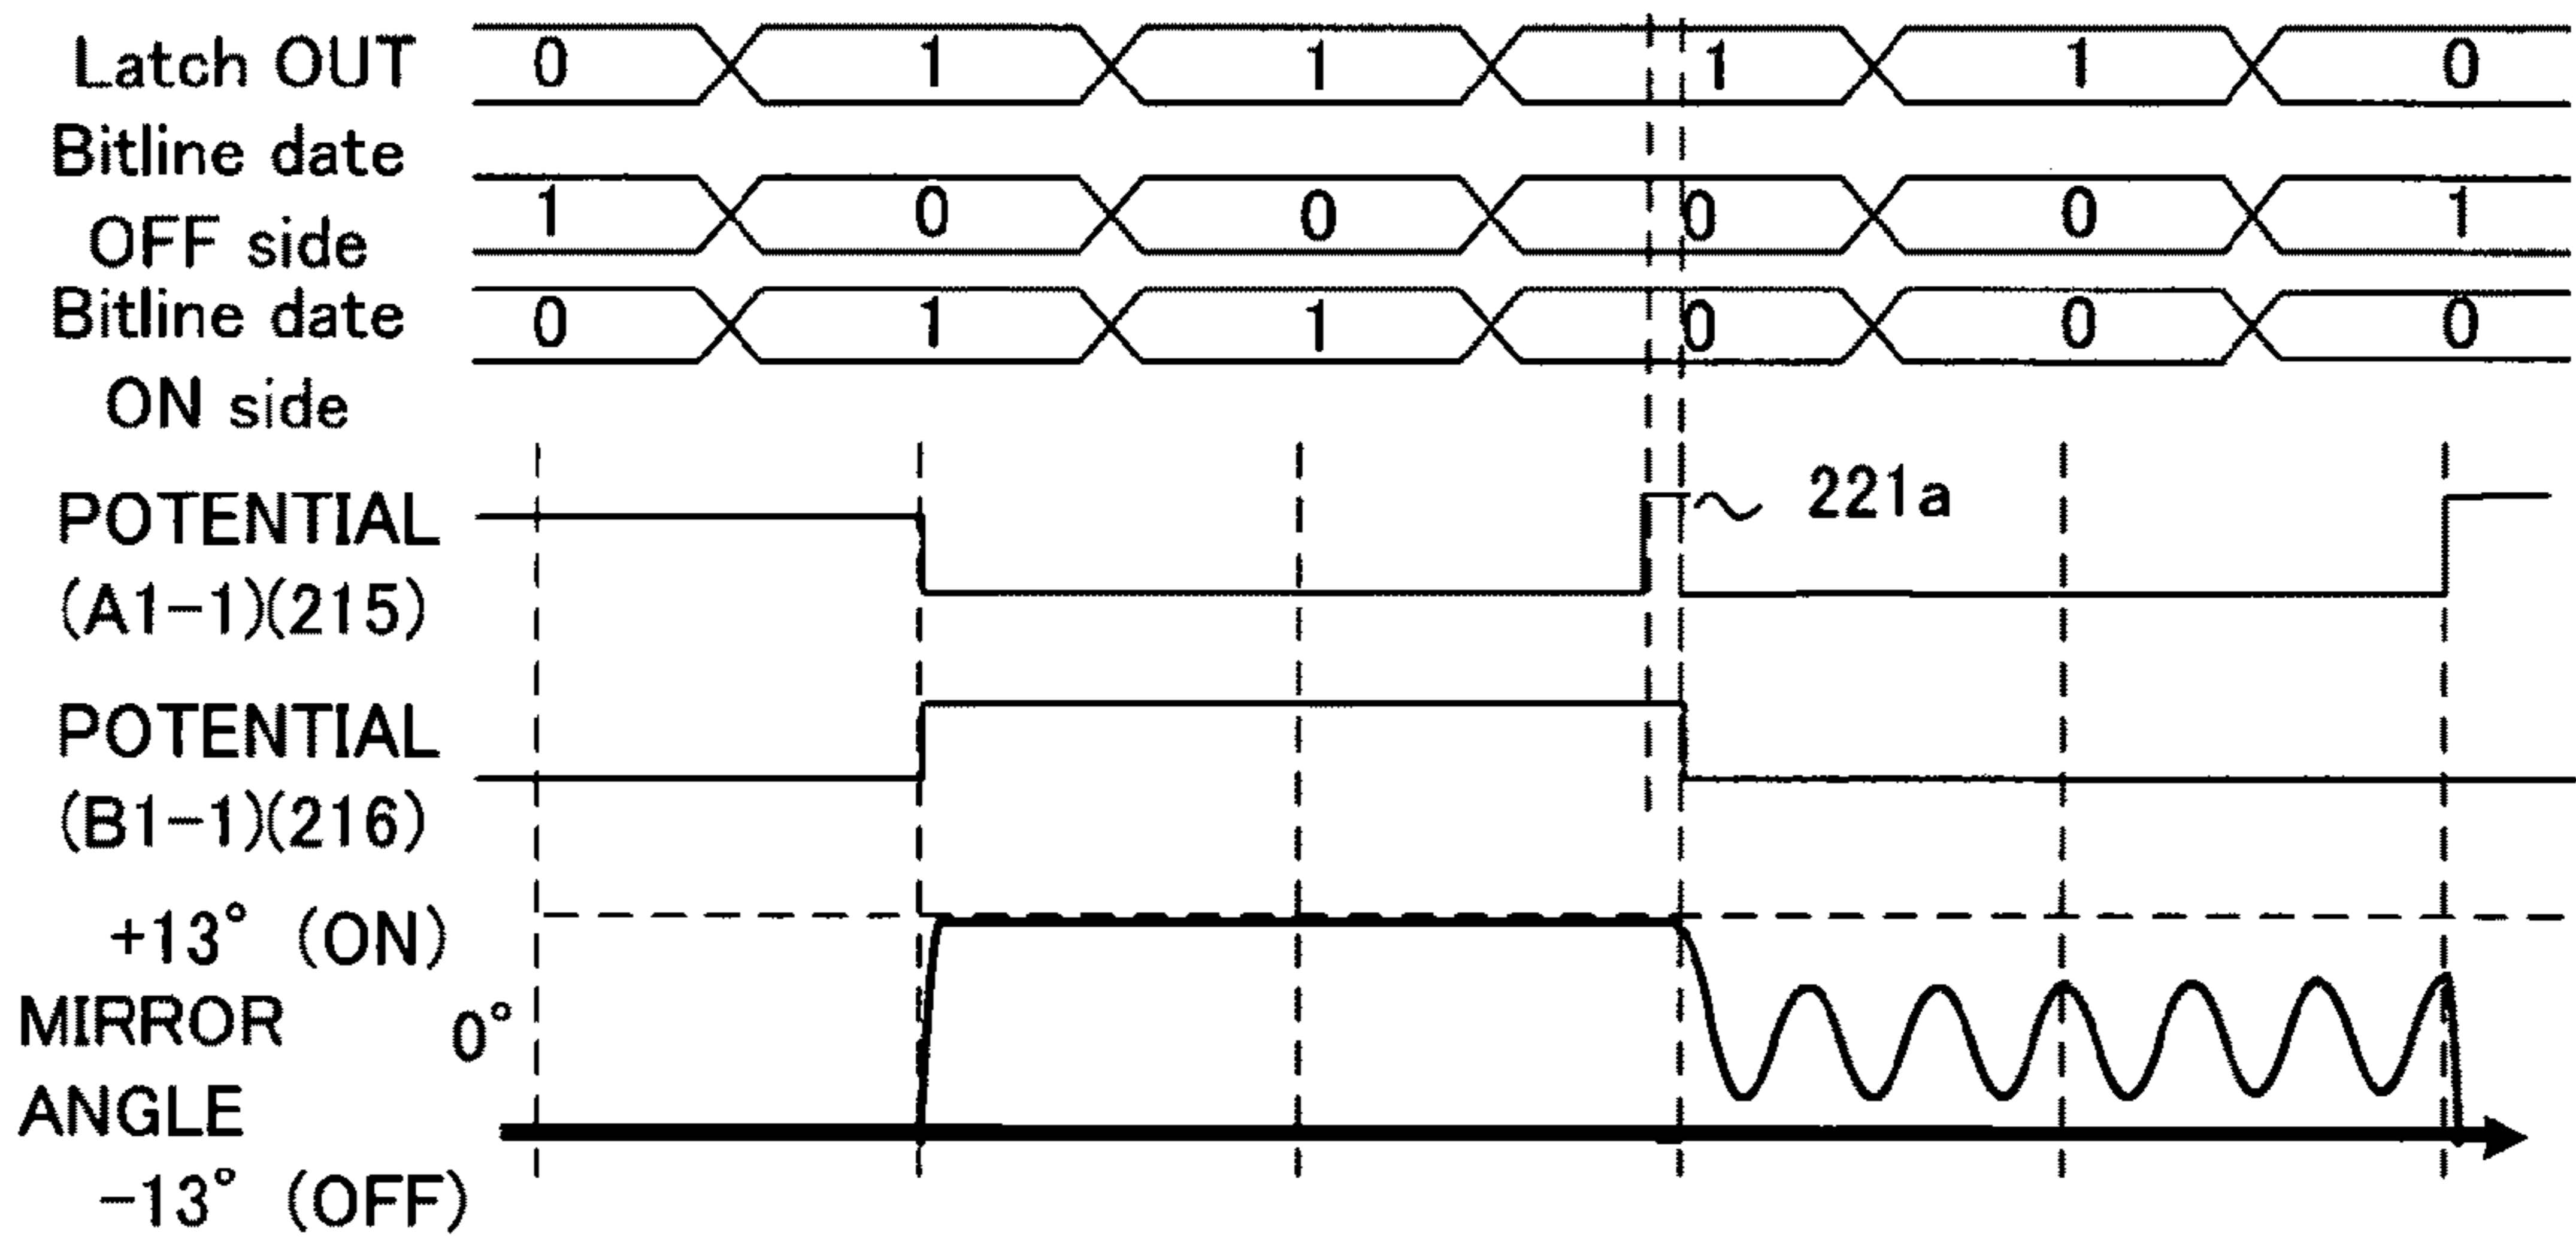 Latch OUT 0 1 1 1 1 0
Bitline date
OFF side 1 0 0 0 0 1
Bitline date 0 1 1 0 0 0
ON side
POTENTIAL 221a
(A1-1)(215)
POTENTIAL
(B1-1)(216)
+13° (ON)
MIRROR 0°
ANGLE
-13° (OFF)